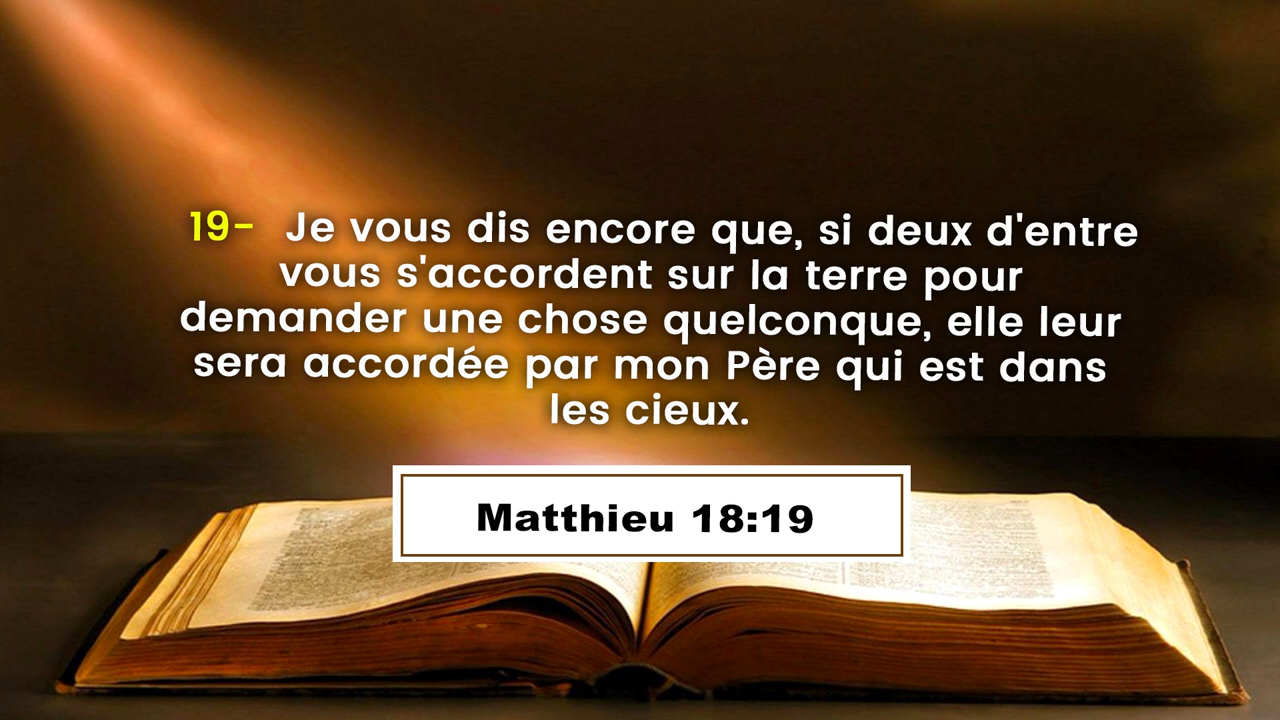 19- Je vous dis encore que, si deux d'entre
vous s'accordent sur la terre pour
demander une chose quelconque, elle leur
sera accordée par mon Père qui est dans
les cieux.
Matthieu 18:19